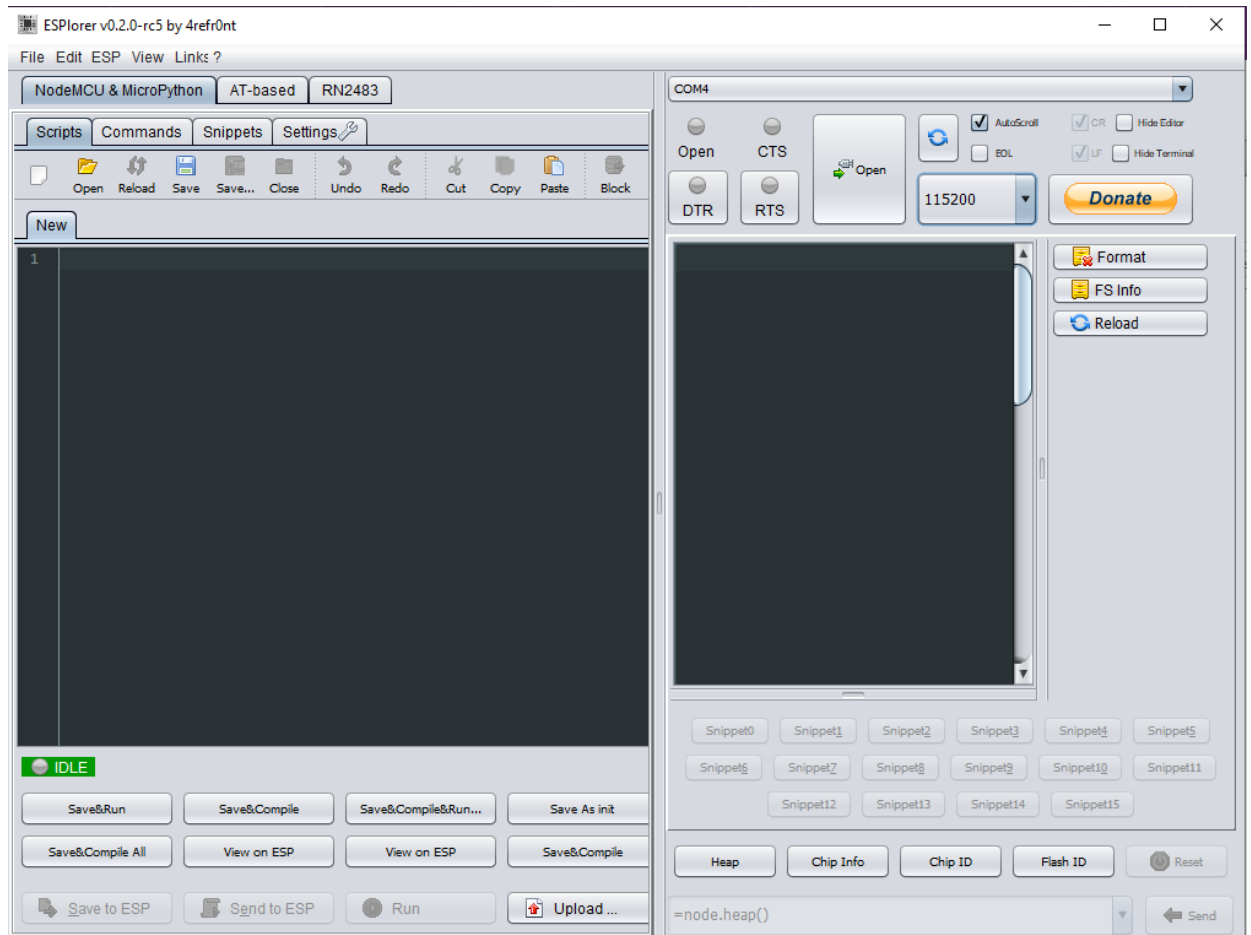 ESPlorer v0.2.0-rc5 by 4refr0nt
File Edit ESP View Links ?
NodeMCU & MicroPython AT-based RN2483
Scripts Commands Snippets Settings
Open Reload Save Save... Close Undo Redo Cut Copy Paste Block
New
1
IDLE
Save&Run Save&Compile Save&Compile&Run... Save As init
Save&Compile All View on ESP View on ESP Save&Compile
Save to ESP Send to ESP Run Upload ...
COM4
Open CTS
DTR RTS
Open
AutoScroll CR Hide Editor
EOL LF Hide Terminal
115200 Donate
Format
FS Info
Reload
Snippet0 Snippet1 Snippet2 Snippet3 Snippet4 Snippet5
Snippet6 Snippet7 Snippet8 Snippet9 Snippet10 Snippet11
Snippet12 Snippet13 Snippet14 Snippet15
Heap Chip Info Chip ID Flash ID Reset
=node.heap() Send